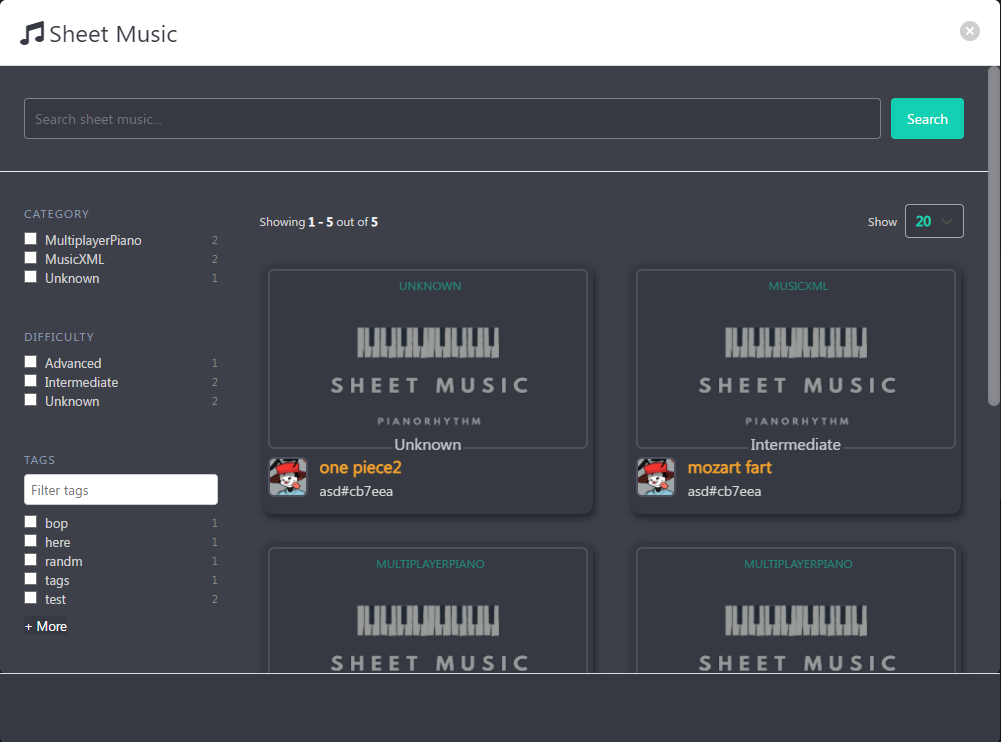 Sheet Music
Search sheet music...
Search
CATEGORY
MultiplayerPiano 2
MusicXML 2
Unknown 1
DIFFICULTY
Advanced 1
Intermediate 2
Unknown 2
TAGS
Filter tags
bop 1
here 1
randm 1
tags 1
test 2
+ More
Showing 1 - 5 out of 5
Show 20
UNKNOWN
SHEET MUSIC
PIANORHYTHM
Unknown
one piece2
asd#cb7eea
MUSICXML
SHEET MUSIC
PIANORHYTHM
Intermediate
mozart fart
asd#cb7eea
MULTIPLAYERPIANO
SHEET MUSIC
MULTIPLAYERPIANO
SHEET MUSIC